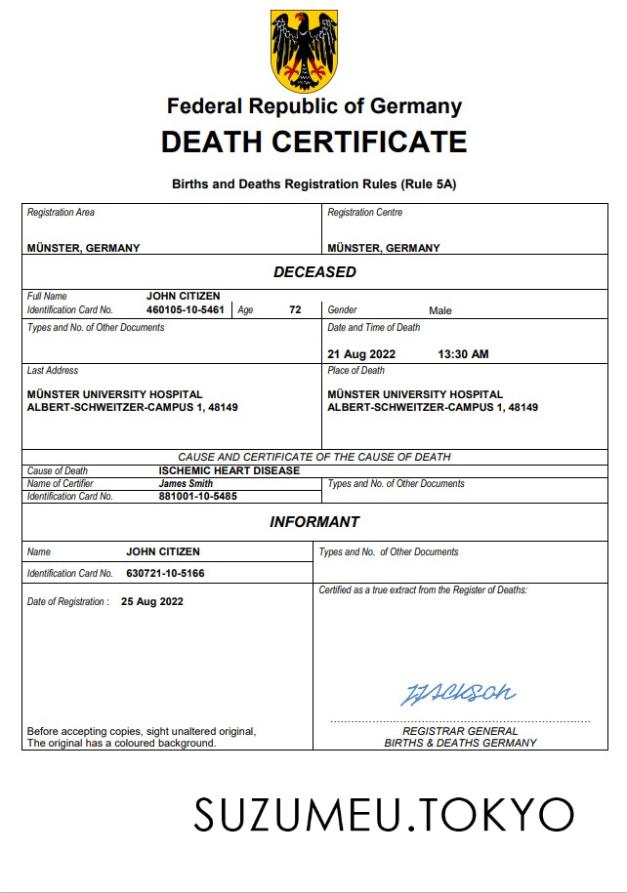 Federal Republic of Germany
DEATH CERTIFICATE
Births and Deaths Registration Rules (Rule 5A)
Registration Area
Registration Centre
MÜNSTER, GERMANY
MÜNSTER, GERMANY
DECEASED
Full Name JOHN CITIZEN
Identification Card No. 460105-10-5461 Age 72 Gender Male
Types and No. of Other Documents
Date and Time of Death
21 Aug 2022 13:30 AM
Last Address
MÜNSTER UNIVERSITY HOSPITAL
ALBERT-SCHWEITZER-CAMPUS 1, 48149
Place of Death
MÜNSTER UNIVERSITY HOSPITAL
ALBERT-SCHWEITZER-CAMPUS 1, 48149
CAUSE AND CERTIFICATE OF THE CAUSE OF DEATH
Cause of Death ISCHEMIC HEART DISEASE
Name of Certifier James Smith
Identification Card No. 881001-10-5485
Types and No. of Other Documents
INFORMANT
Name JOHN CITIZEN
Identification Card No. 630721-10-5166
Types and No. of Other Documents
Date of Registration : 25 Aug 2022
Certified as a true extract from the Register of Deaths:
Before accepting copies, sight unaltered original,
The original has a coloured background.
JJACKSON
REGISTRAR GENERAL
BIRTHS & DEATHS GERMANY
SUZUMEU.TOKYO